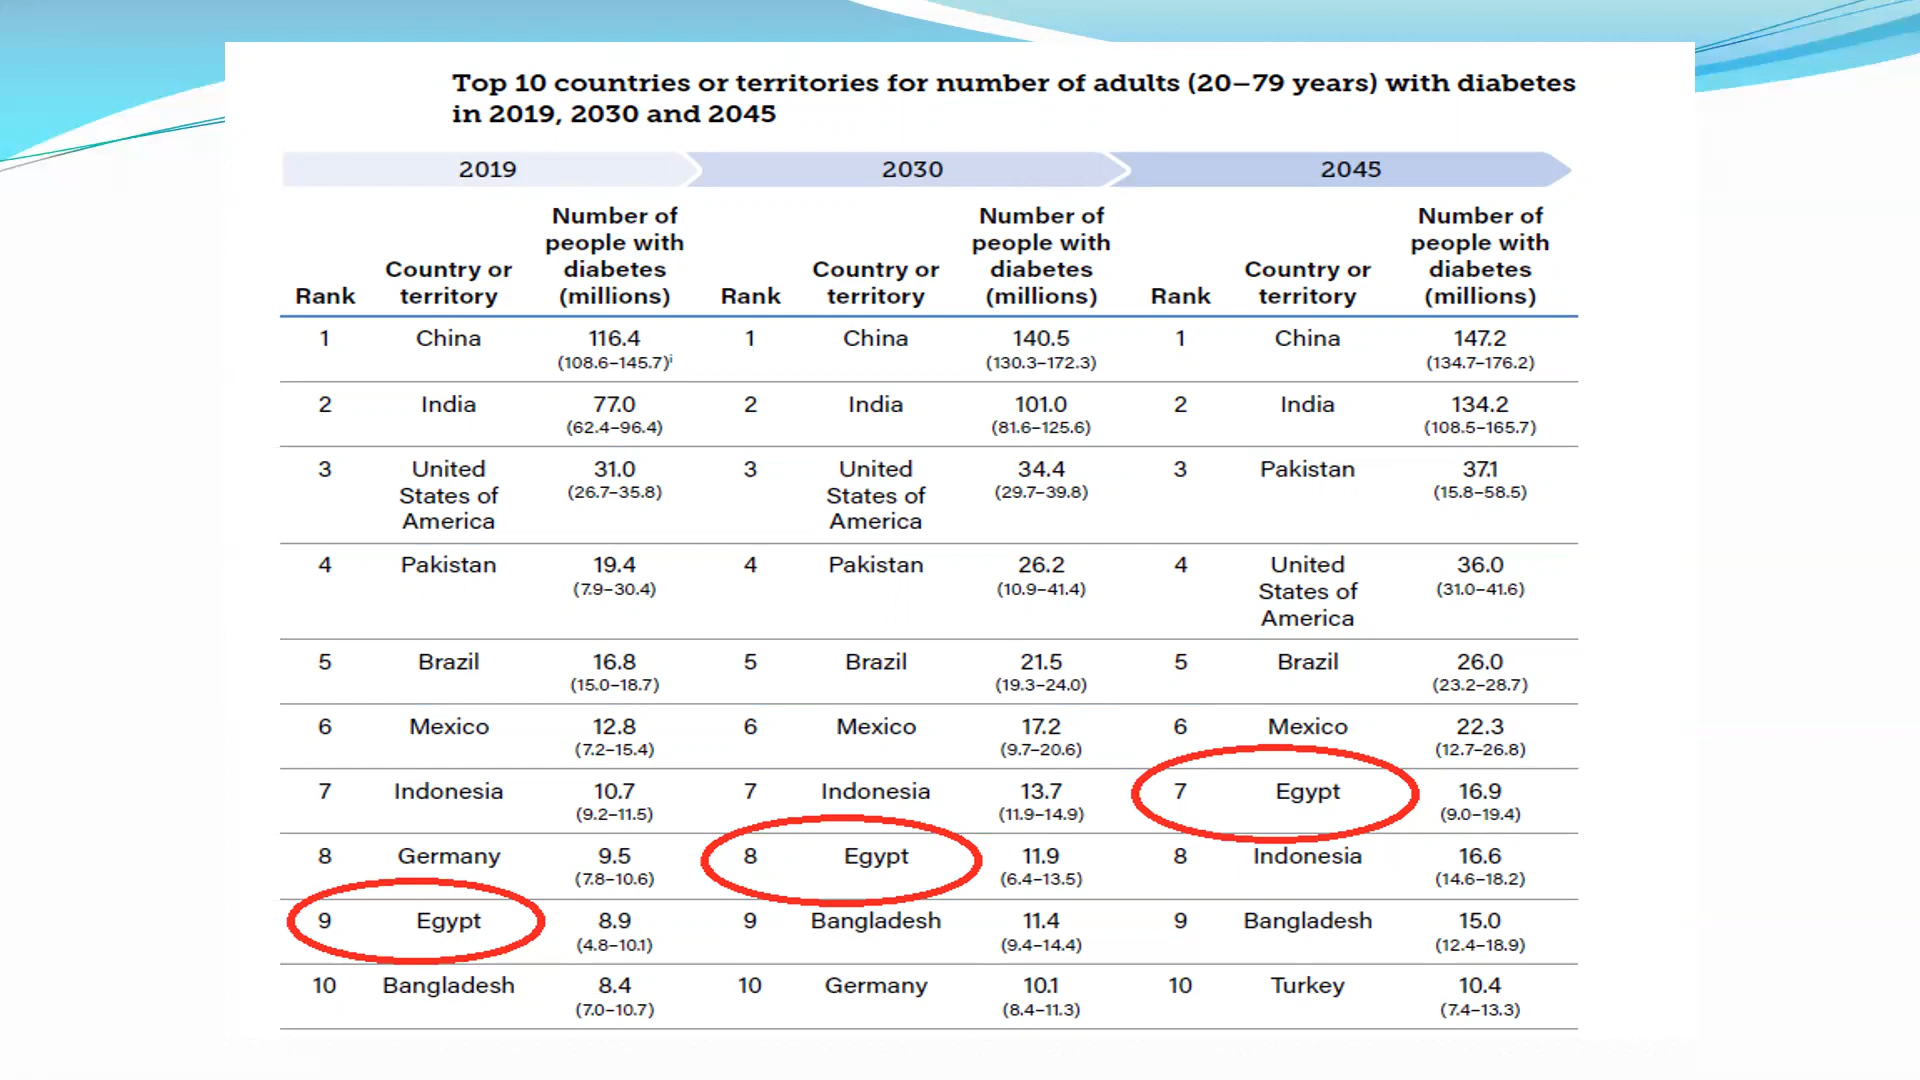 Top 10 countries or territories for number of adults (20–79 years) with diabetes
in 2019, 2030 and 2045
2019 2030 2045
Rank Country or territory Number of people with diabetes (millions) Rank Country or territory Number of people with diabetes (millions) Rank Country or territory Number of people with diabetes (millions)
1 China 116.4 1 China 140.5 1 China 147.2
(108.6–145.7)ⁱ (130.3–172.3) (134.7–176.2)
2 India 77.0 2 India 101.0 2 India 134.2
(62.4–96.4) (81.6–125.6) (108.5–165.7)
3 United States of America 31.0 3 United States of America 34.4 3 Pakistan 37.1
(26.7–35.8) (29.7–39.8) (15.8–58.5)
4 Pakistan 19.4 4 Pakistan 26.2 4 United States of America 36.0
(7.9–30.4) (10.9–41.4) (31.0–41.6)
5 Brazil 16.8 5 Brazil 21.5 5 Brazil 26.0
(15.0–18.7) (19.3–24.0) (23.2–28.7)
6 Mexico 12.8 6 Mexico 17.2 6 Mexico 22.3
(7.2–15.4) (9.7–20.6) (12.7–26.8)
7 Indonesia 10.7 7 Indonesia 13.7 7 Egypt 16.9
(9.2–11.5) (11.9–14.9) (9.0–19.4)
8 Germany 9.5 8 Egypt 11.9 8 Indonesia 16.6
(7.8–10.6) (6.4–13.5) (14.6–18.2)
9 Egypt 8.9 9 Bangladesh 11.4 9 Bangladesh 15.0
(4.8–10.1) (9.4–14.4) (12.4–18.9)
10 Bangladesh 8.4 10 Germany 10.1 10 Turkey 10.4
(7.0–10.7) (8.4–11.3) (7.4–13.3)